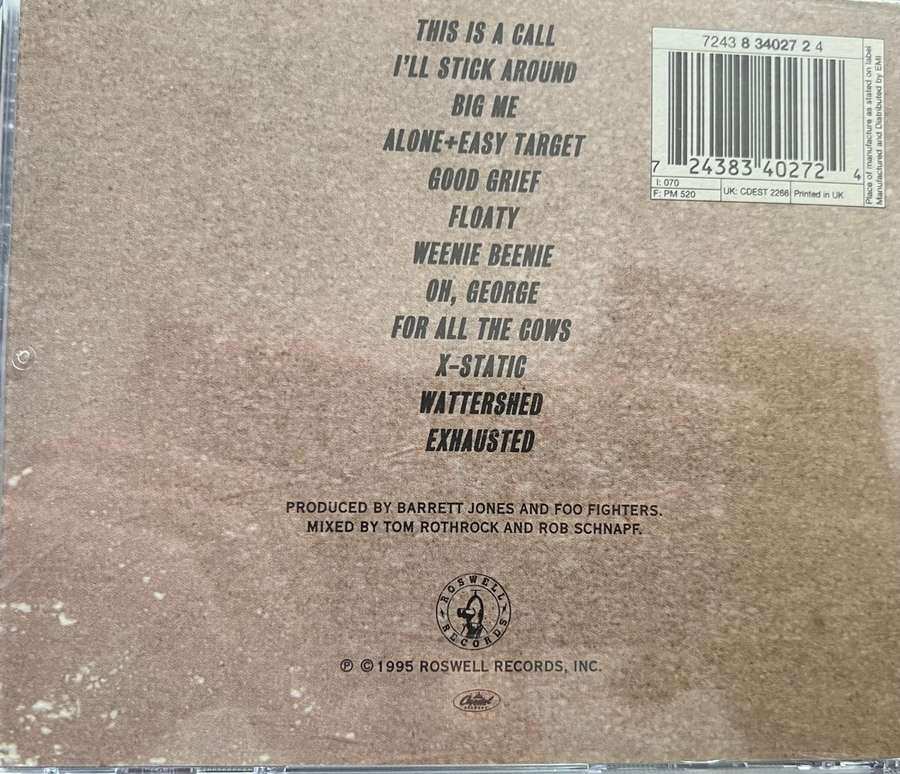 THIS IS A CALL
I'LL STICK AROUND
BIG ME
ALONE+EASY TARGET
GOOD GRIEF
FLOATY
WEENIE BEENIE
OH, GEORGE
FOR ALL THE COWS
X-STATIC
WATTERSHED
EXHAUSTED
PRODUCED BY BARRETT JONES AND FOO FIGHTERS.
MIXED BY TOM ROTHROCK AND ROB SCHNAPF.
ROSWELL RECORDS
℗ © 1995 ROSWELL RECORDS, INC.
Capitol
7243 8 34027 2 4
7 24383 40272 4
I: 070
F: PM 520
UK: CDEST 2266
Printed in UK
Place of manufacture as stated on label
Manufactured and Distributed by EMI